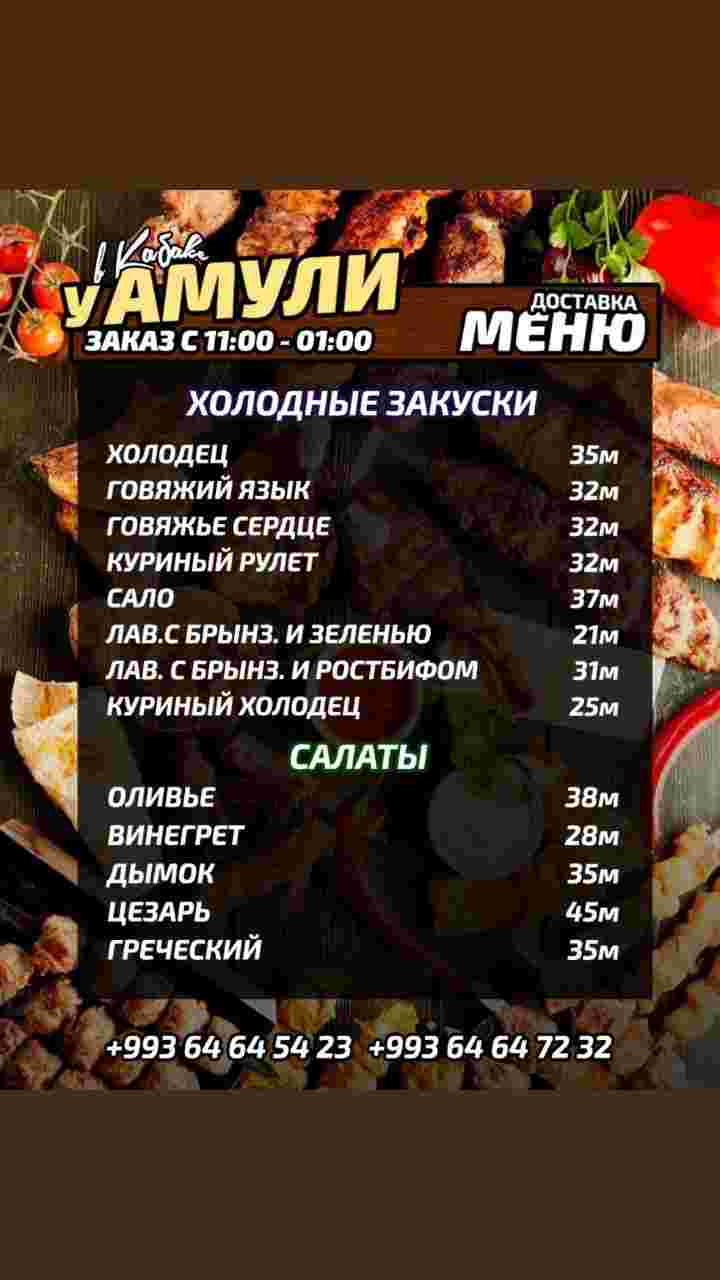 в Кабаке
у АМУЛИ
ЗАКАЗ С 11:00 - 01:00
ДОСТАВКА
МЕНЮ
ХОЛОДНЫЕ ЗАКУСКИ
ХОЛОДЕЦ 35м
ГОВЯЖИЙ ЯЗЫК 32м
ГОВЯЖЬЕ СЕРДЦЕ 32м
КУРИНЫЙ РУЛЕТ 32м
САЛО 37м
ЛАВ.С БРЫНЗ. И ЗЕЛЕНЬЮ 21м
ЛАВ. С БРЫНЗ. И РОСТБИФОМ 31м
КУРИНЫЙ ХОЛОДЕЦ 25м
САЛАТЫ
ОЛИВЬЕ 38м
ВИНЕГРЕТ 28м
ДЫМОК 35м
ЦЕЗАРЬ 45м
ГРЕЧЕСКИЙ 35м
+993 64 64 54 23 +993 64 64 72 32